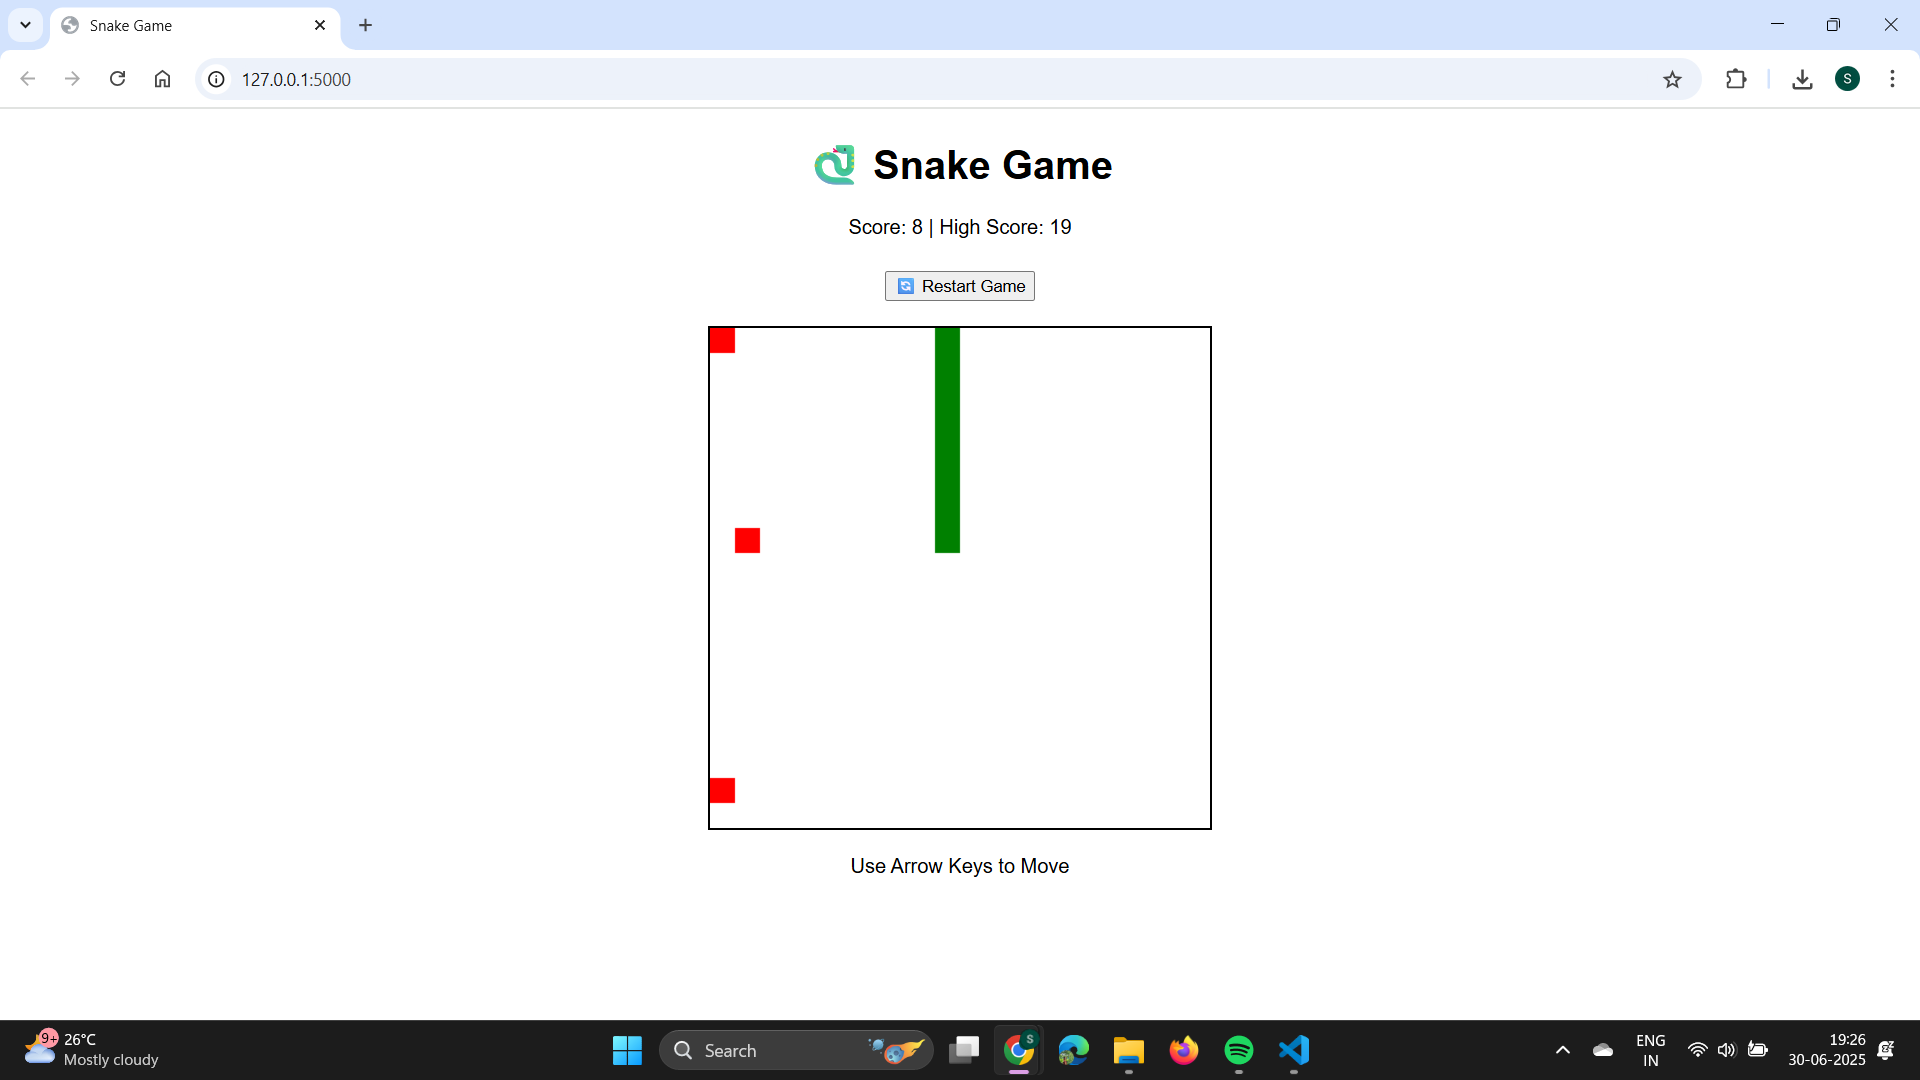 Snake Game
127.0.0.1:5000
Snake Game
Score: 8 | High Score: 19
Restart Game
Use Arrow Keys to Move
9+
26°C
Mostly cloudy
Search
S
S
ENG
IN
19:26
30-06-2025